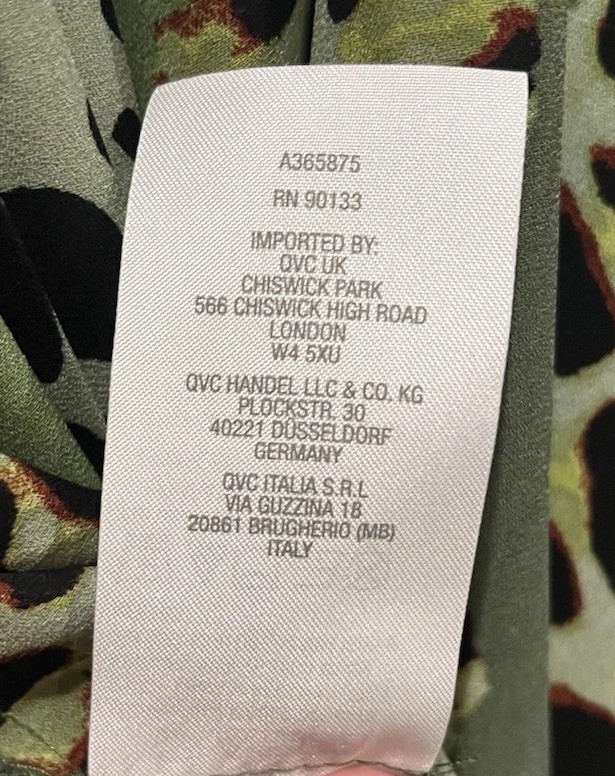 A365875
RN 90133
IMPORTED BY:
QVC UK
CHISWICK PARK
566 CHISWICK HIGH ROAD
LONDON
W4 5XU
QVC HANDEL LLC & CO. KG
PLOCKSTR. 30
40221 DÜSSELDORF
GERMANY
QVC ITALIA S.R.L
VIA GUZZINA 18
20861 BRUGHERIO (MB)
ITALY